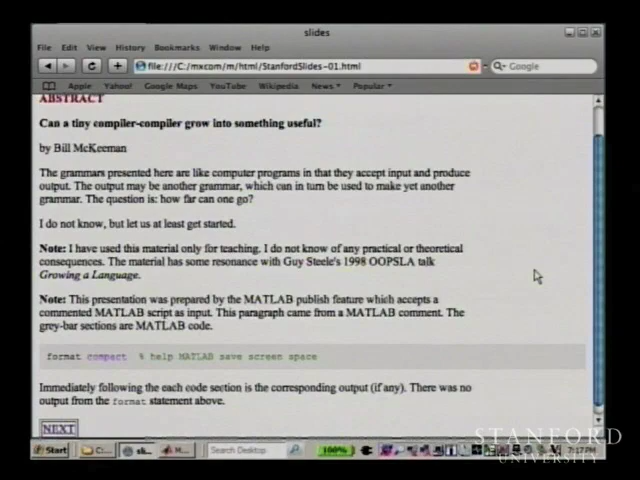 slides
File Edit View History Bookmarks Window Help
file:///C:/mxcom/m/html/StanfordSlides-01.html
Google
Apple Yahoo! Google Maps YouTube Wikipedia News Popular
ABSTRACT
Can a tiny compiler-compiler grow into something useful?
by Bill McKeeman
The grammars presented here are like computer programs in that they accept input and produce
output. The output may be another grammar, which can in turn be used to make yet another
grammar. The question is: how far can one go?
I do not know, but let us at least get started.
Note: I have used this material only for teaching. I do not know of any practical or theoretical
consequences. The material has some resonance with Guy Steele's 1998 OOPSLA talk
Growing a Language.
Note: This presentation was prepared by the MATLAB publish feature which accepts a
commented MATLAB script as input. This paragraph came from a MATLAB comment. The
grey-bar sections are MATLAB code.
format compact % help MATLAB save screen space
Immediately following the each code section is the corresponding output (if any). There was no
output from the format statement above.
NEXT
Start C:. sli. M. Search Desktop 100% 7:17 PM
STANFORD
UNIVERSITY